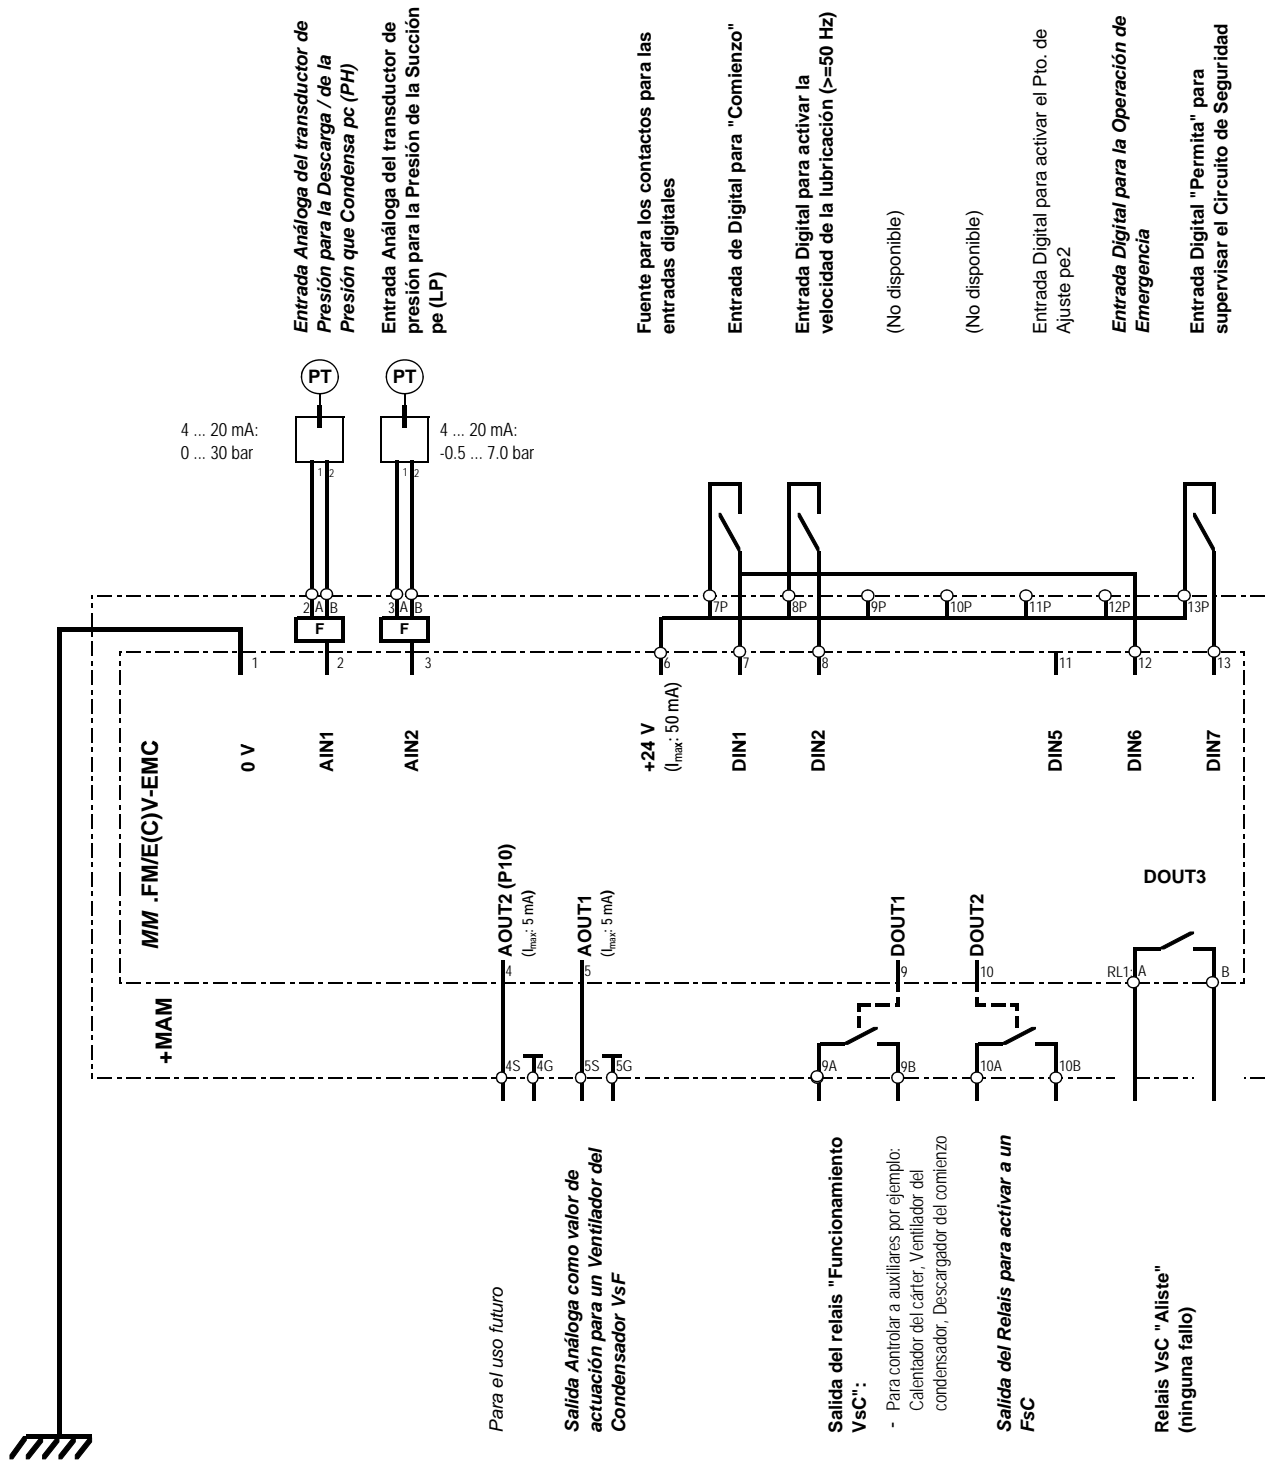 Entrada Análoga del transductor de
Presión para la Descarga / de la
Presión que Condensa pc (PH)
Entrada Análoga del transductor de
presión para la Presión de la Succión
pe (LP)
Fuente para los contactos para las
entradas digitales
Entrada de Digital para "Comienzo"
Entrada Digital para activar la
velocidad de la lubricación (>=50 Hz)
(No disponible)
(No disponible)
Entrada Digital para activar el Pto. de
Ajuste pe2
Entrada Digital para la Operación de
Emergencia
Entrada Digital "Permita" para
supervisar el Circuito de Seguridad
PT
PT
4 ... 20 mA:
0 ... 30 bar
4 ... 20 mA:
-0.5 ... 7.0 bar
1 2
1 2
2 A B
3 A B
7P
8P
9P
10P
11P
12P
13P
F
F
1
2
3
6
7
8
11
12
13
MM .FM/E(C)V-EMC
0 V
AIN1
AIN2
+24 V
(Imax: 50 mA)
DIN1
DIN2
DIN5
DIN6
DIN7
+MAM
AOUT2 (P10)
(Imax: 5 mA)
AOUT1
(Imax: 5 mA)
DOUT1
DOUT2
DOUT3
4
5
9
10
RL1: A
B
4S
4G
5S
5G
9A
9B
10A
10B
Para el uso futuro
Salida Análoga como valor de
actuación para un Ventilador del
Condensador VsF
Salida del relais "Funcionamiento
VsC":
- Para controlar a auxiliares por ejemplo:
Calentador del cárter, Ventilador del
condensador, Descargador del comienzo
Salida del Relais para activar a un
FsC
Relais VsC "Aliste"
(ninguna fallo)